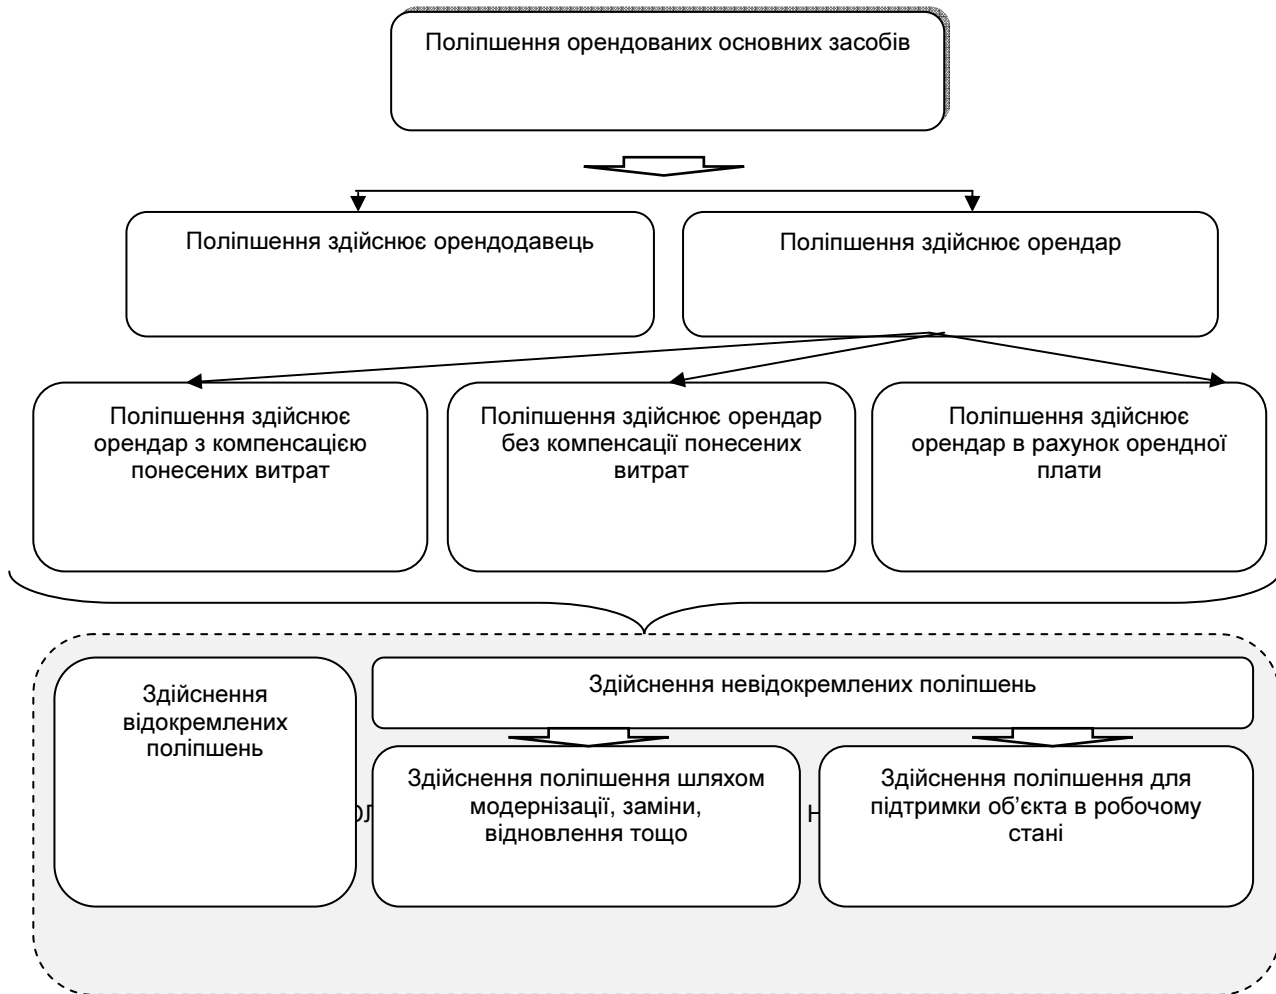 Поліпшення орендованих основних засобів
Поліпшення здійснює орендодавець
Поліпшення здійснює орендар
Поліпшення здійснює
орендар з компенсацією
понесених витрат
Поліпшення здійснює орендар
без компенсації понесених
витрат
Поліпшення здійснює
орендар в рахунок орендної
плати
Здійснення
відокремлених
поліпшень
Здійснення невідокремлених поліпшень
Здійснення поліпшення шляхом
модернізації, заміни,
відновлення тощо
Здійснення поліпшення для
підтримки об’єкта в робочому
стані